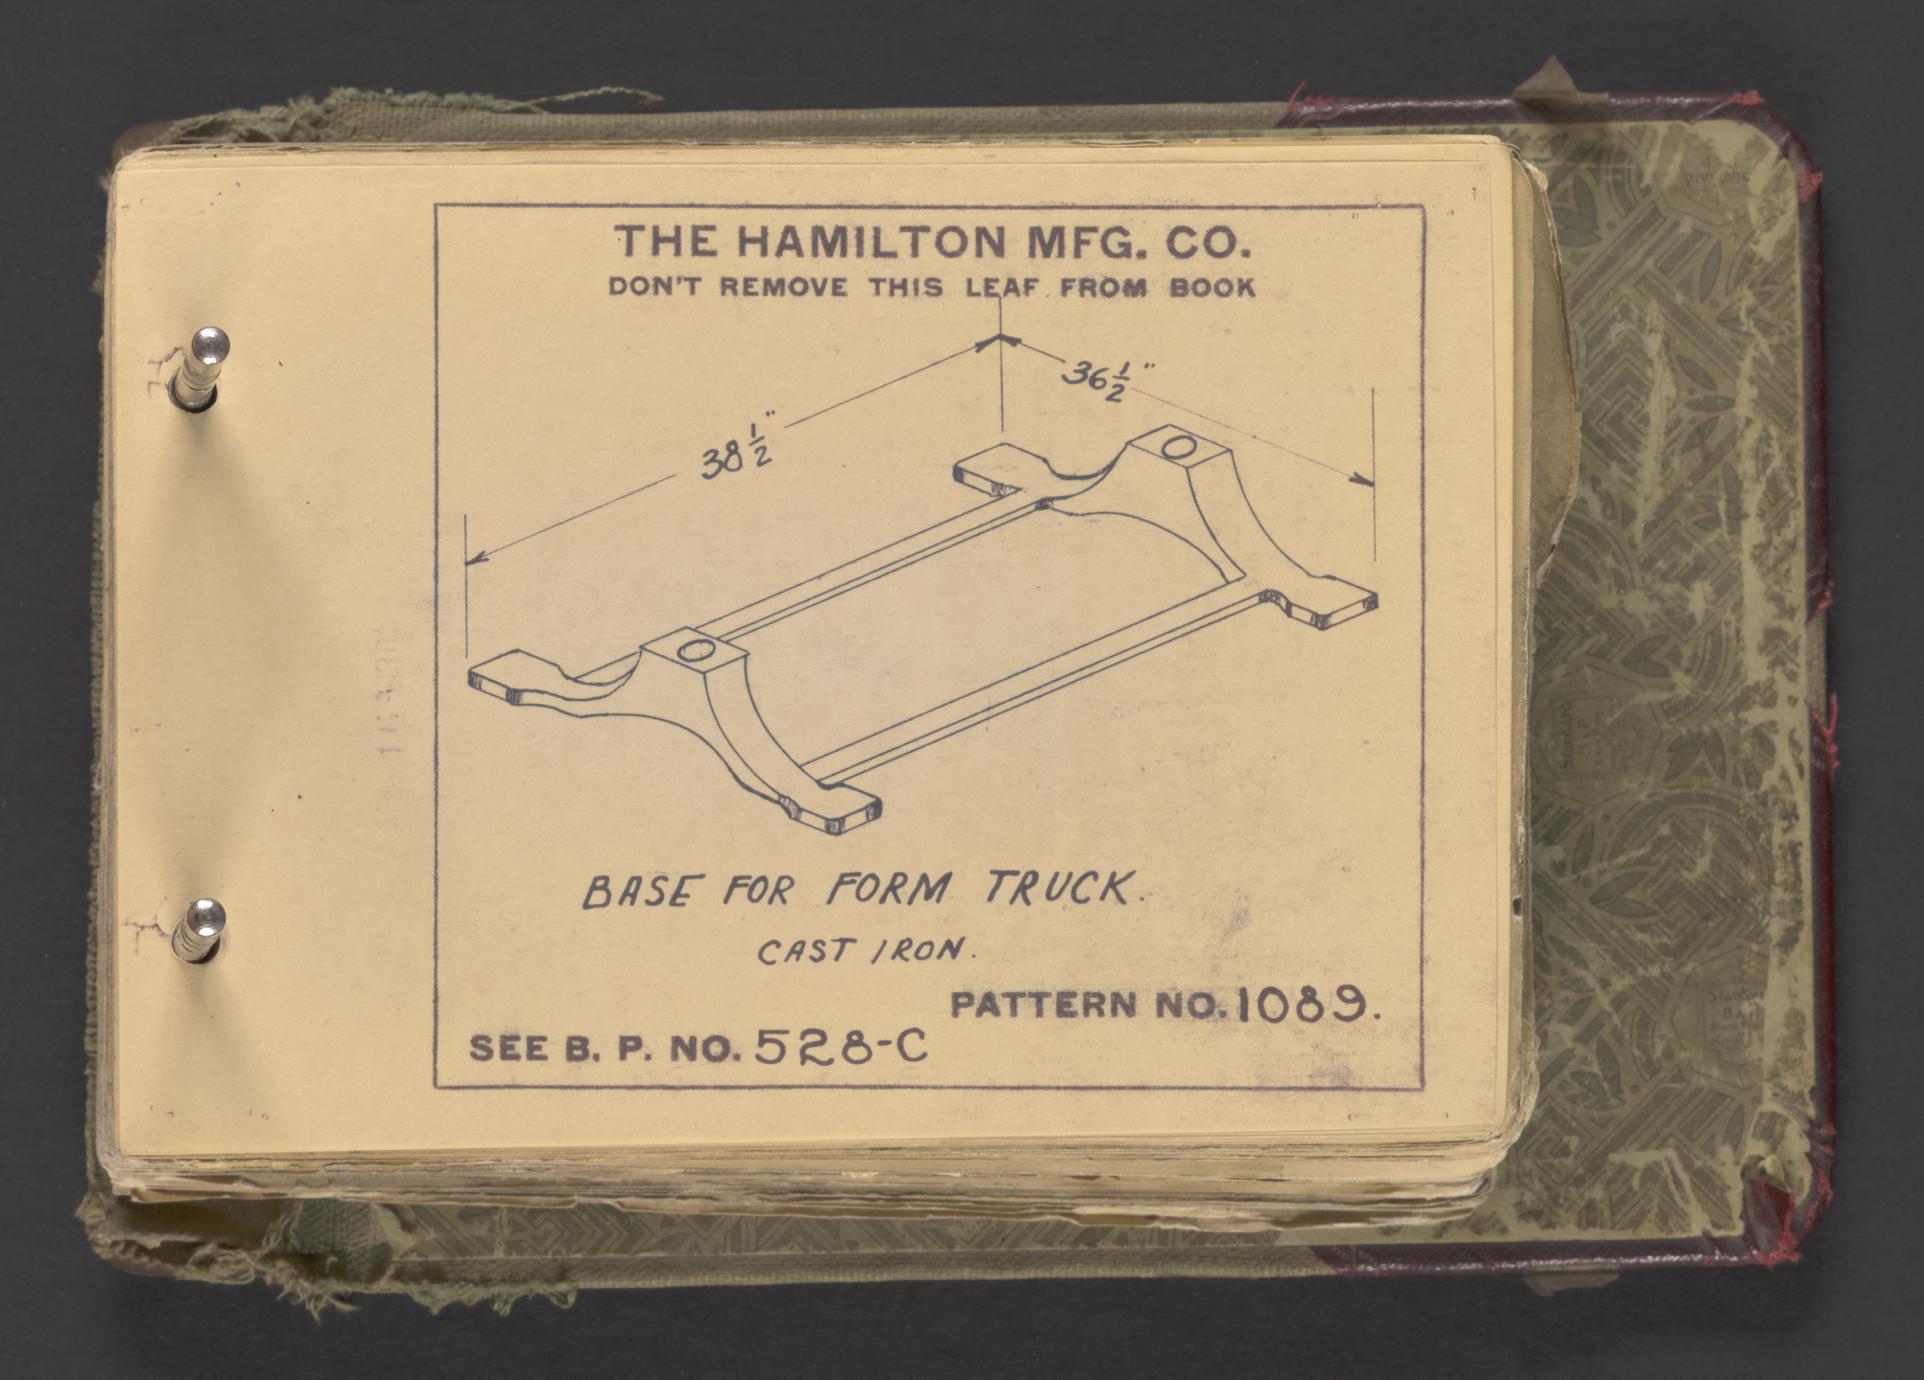 THE HAMILTON MFG. CO.
DON'T REMOVE THIS LEAF FROM BOOK
36 1/2"
38 1/2"
BASE FOR FORM TRUCK.
CAST IRON.
PATTERN NO. 1089.
SEE B. P. NO. 528-C